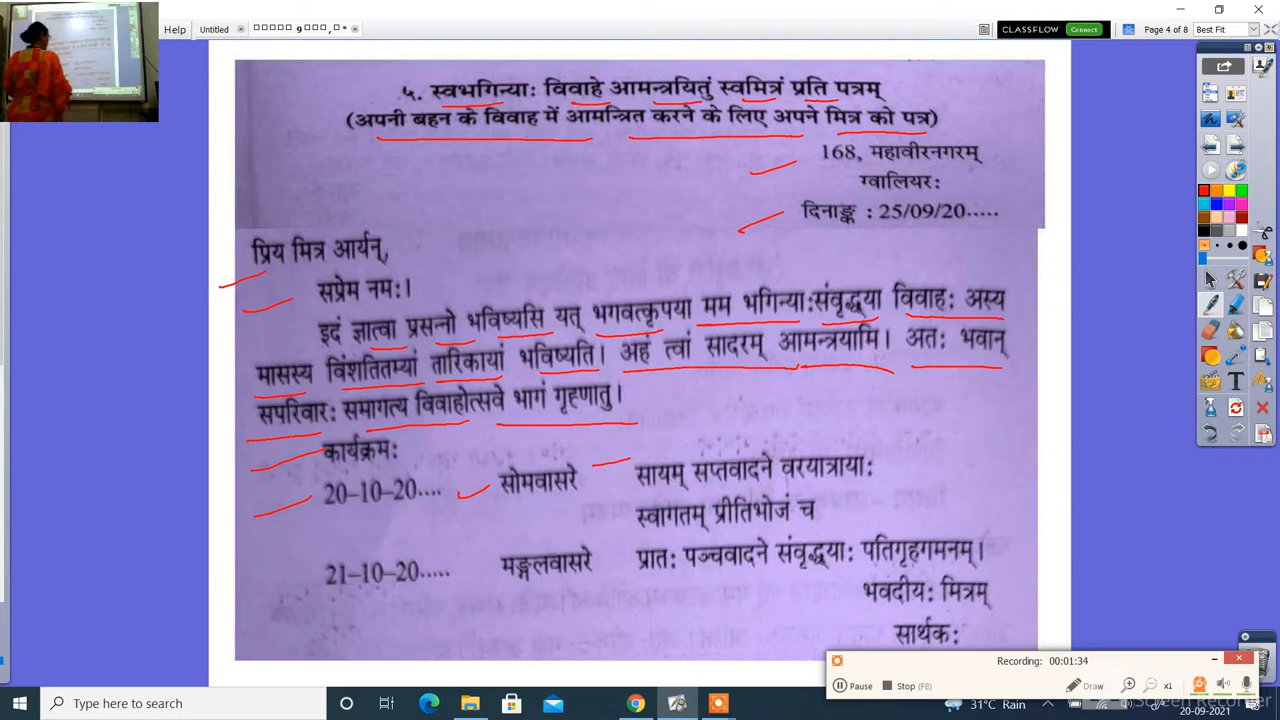 Help
Untitled
9
CLASSFLOW Connect
Page 4 of 8
Best Fit
५. स्वभगिन्या: विवाहे आमन्त्रयितुं स्वमित्रं प्रति पत्रम्
(अपनी बहन के विवाह में आमन्त्रित करने के लिए अपने मित्र को पत्र)
168, महावीरनगरम्
ग्वालियर:
दिनाङ्क : 25/09/20.....
प्रिय मित्र आर्यन्,
सप्रेम नम:।
इदं ज्ञात्वा प्रसन्नो भविष्यसि यत् भगवत्कृपया मम भगिन्या:संवृद्ध्या विवाह: अस्य
मासस्य विंशतितम्यां तारिकायां भविष्यति। अहं त्वां सादरम् आमन्त्रयामि। अत: भवान्
सपरिवार: समागत्य विवाहोत्सवे भागं गृह्णातु।
कार्यक्रम:
20-10-20.... सोमवासरे सायम् सप्तवादने वरयात्राया:
स्वागतम् प्रीतिभोजं च
21-10-20..... मङ्गलवासरे प्रात: पञ्चवादने संवृद्ध्या: पतिगृहगमनम्।
भवदीय: मित्रम्
सार्थक:
Recording: 00:01:34
Pause Stop (F8) Draw x1
Type here to search
31°C Rain
20-09-2021
Screen Recorder